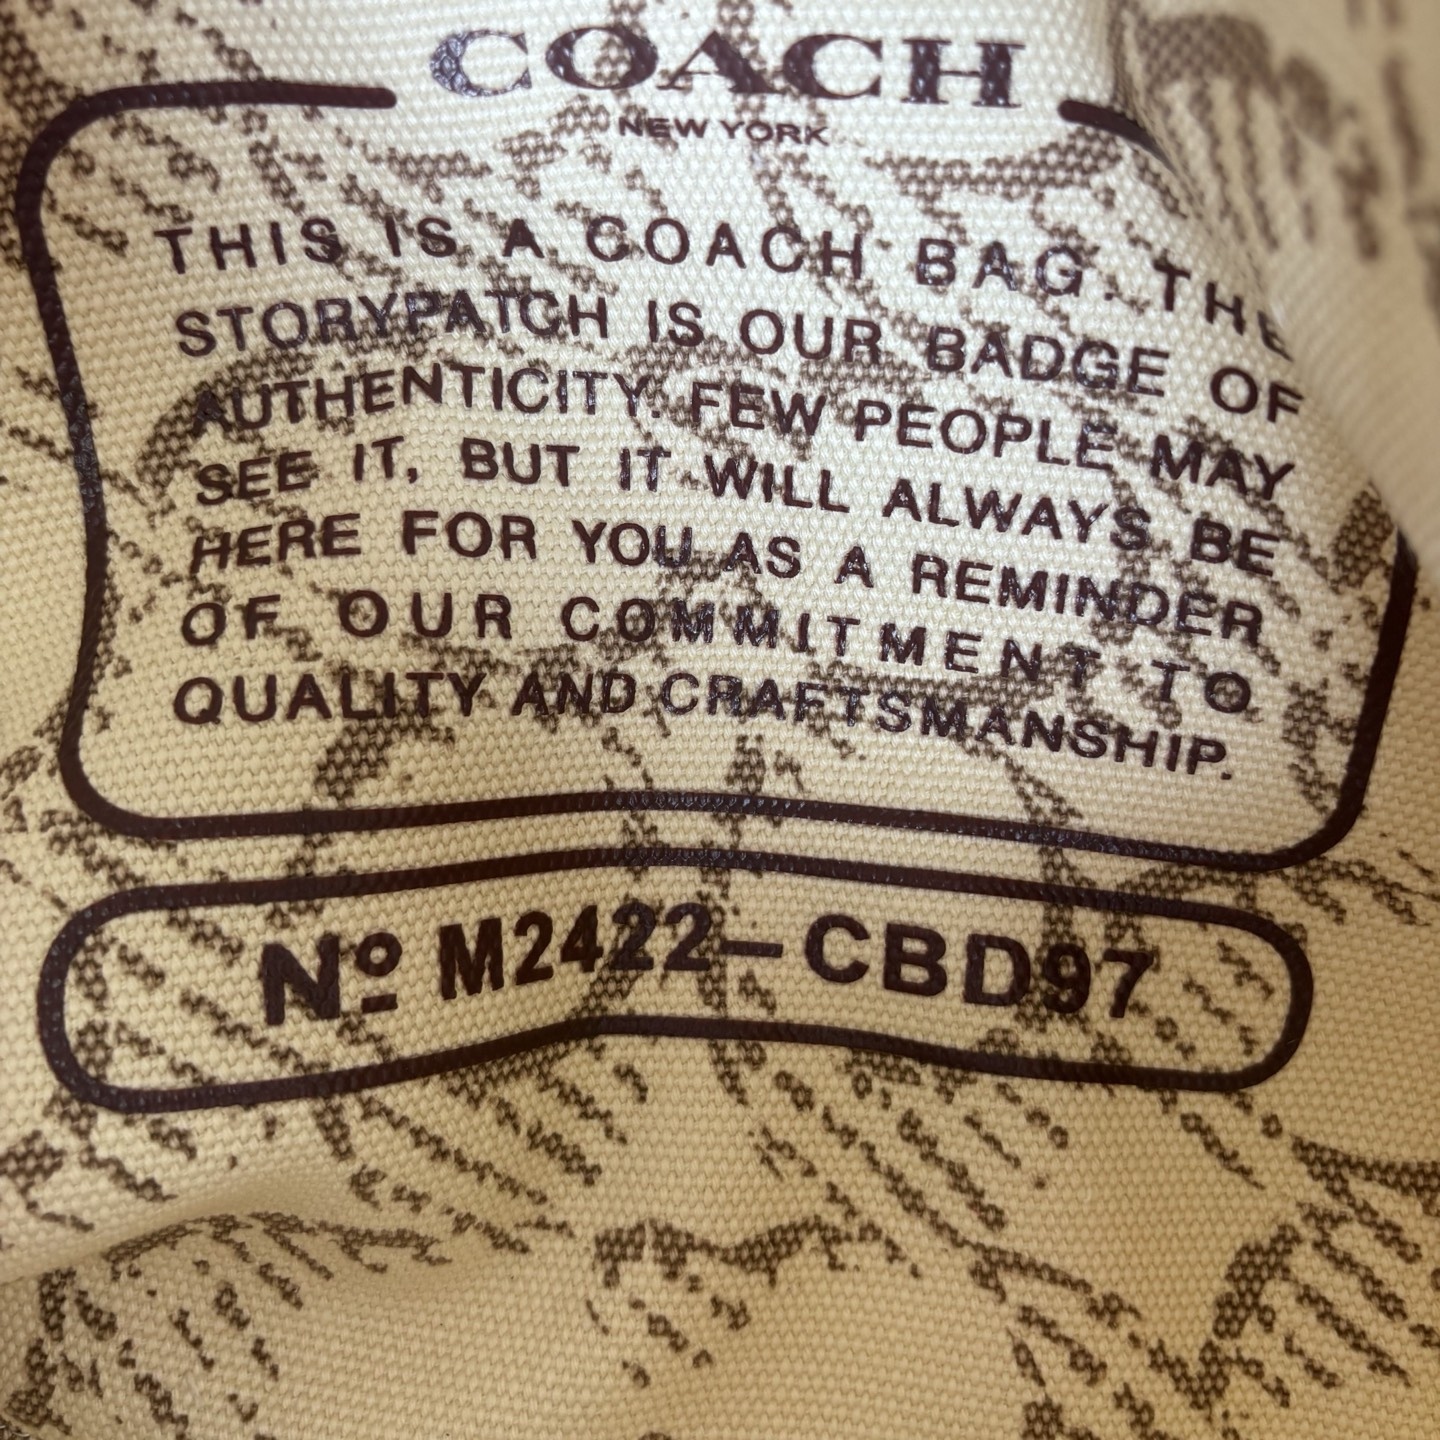 COACH
NEW YORK
THIS IS A COACH BAG. THE
STORYPATCH IS OUR BADGE OF
AUTHENTICITY. FEW PEOPLE MAY
SEE IT, BUT IT WILL ALWAYS BE
HERE FOR YOU AS A REMINDER
OF OUR COMMITMENT TO
QUALITY AND CRAFTSMANSHIP.
Nº M2422-CBD97